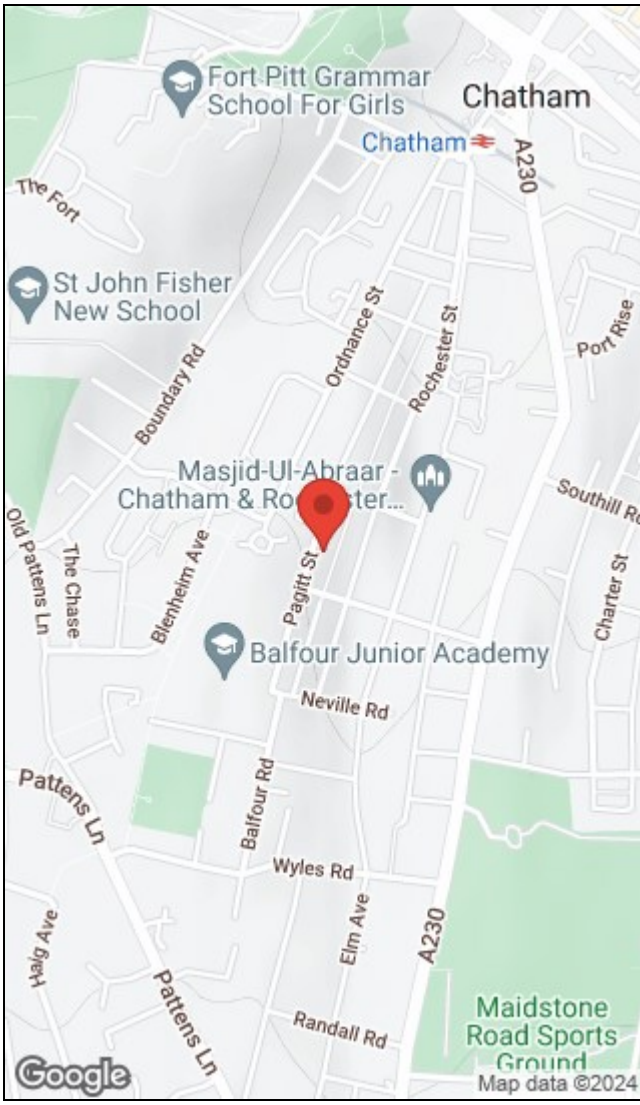 Fort Pitt Grammar
School For Girls
Chatham
Chatham
A230
The Fort
St John Fisher
New School
Ordnance St
Port Rise
Rochester St
Boundary Rd
Masjid-Ul-Abraar -
Chatham & Rochester...
Southill Rd
Old Pattens Ln
The Chase
Blenheim Ave
Pagitt St
Charter St
Balfour Junior Academy
Neville Rd
Pattens Ln
Balfour Rd
Wyles Rd
Elm Ave
A230
Haig Ave
Pattens Ln
Randall Rd
Maidstone
Road Sports
Ground
Google
Map data ©2024